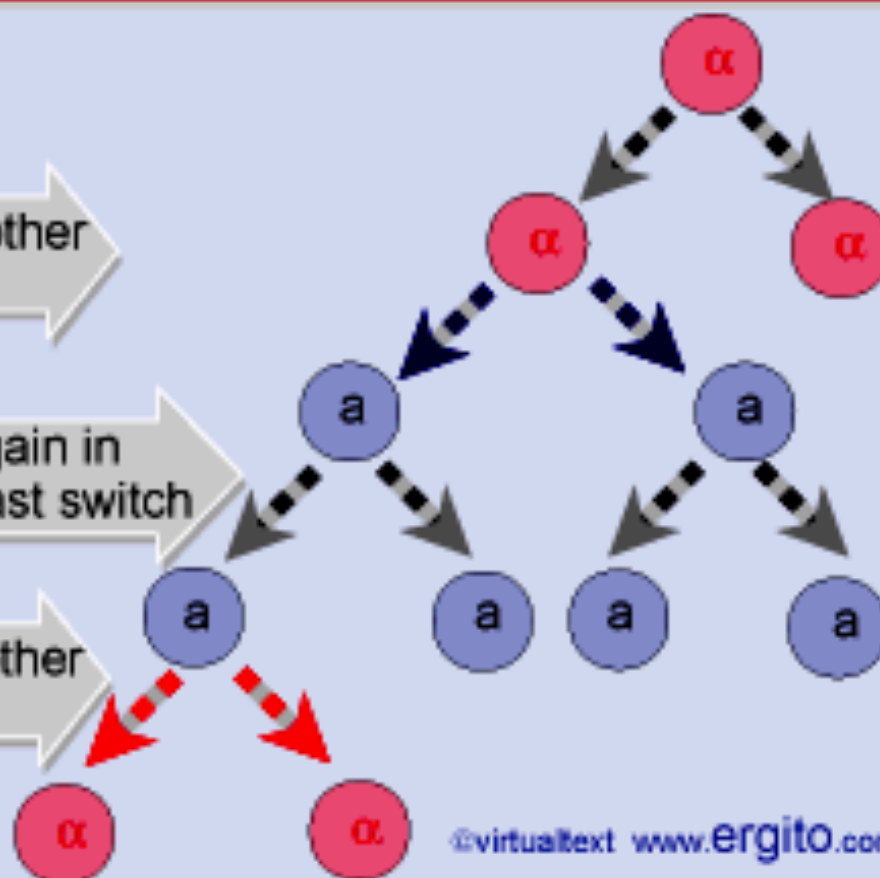 α
α
α
other
a
a
gain in
ast switch
a
a
a
a
ther
α
α
©virtualtext www.ergito.co